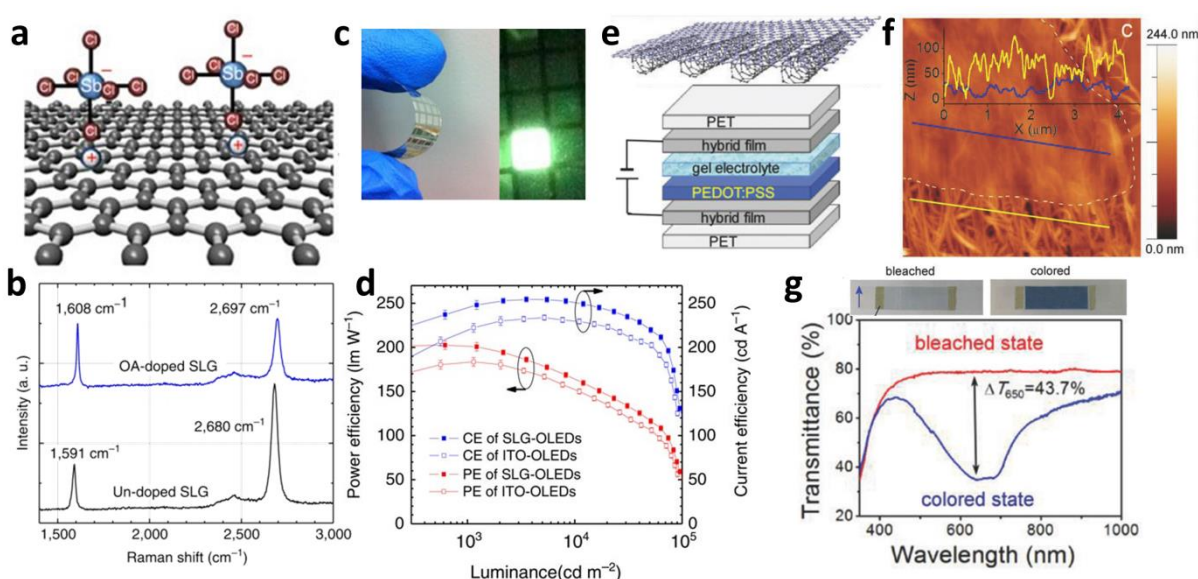 a
Cl
Cl
Sb
Cl
Cl
Cl
Cl
−
+
Cl
Cl
Sb
Cl
Cl
Cl
Cl
−
+
b
Intensity (a. u.)
1,608 cm⁻¹
2,697 cm⁻¹
OA-doped SLG
2,680 cm⁻¹
1,591 cm⁻¹
Un-doped SLG
1,500
2,000
2,500
3,000
Raman shift (cm⁻¹)
c
d
Power efficiency (lm W⁻¹)
250
200
150
100
50
0
CE of SLG-OLEDs
CE of ITO-OLEDs
PE of SLG-OLEDs
PE of ITO-OLEDs
250
200
150
100
50
0
Current efficiency (cd A⁻¹)
10³
10⁴
10⁵
Luminance(cd m⁻²)
e
PET
hybrid film
gel electrolyte
PEDOT:PSS
hybrid film
PET
f
C
Z (nm)
100
50
0
0
1
2
3
4
X (μm)
244.0 nm
0.0 nm
g
bleached
colored
Transmittance (%)
100
80
60
40
20
bleached state
Δ T₆₅₀=43.7%
colored state
400
600
800
1000
Wavelength (nm)